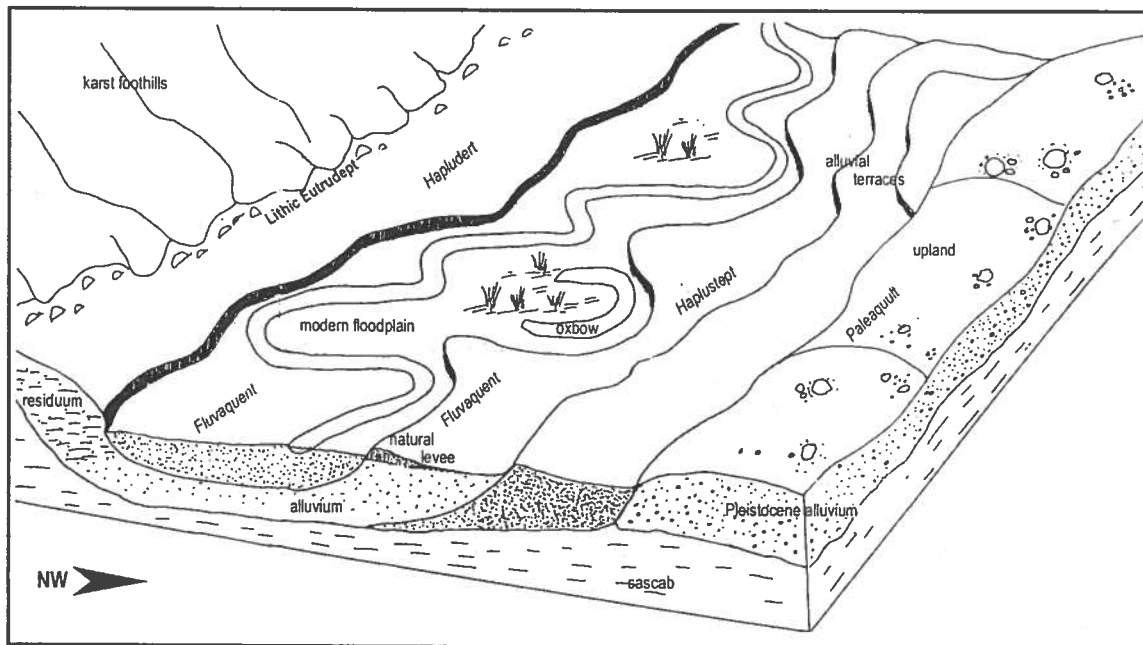 karst foothills
Lithic Eutrudept
Hapludert
alluvial
terraces
upland
Haplustept
Paleaquult
modern floodplain
oxbow
Fluvaquent
Fluvaquent
residuum
natural
levee
alluvium
Pleistocene alluvium
sascab
NW